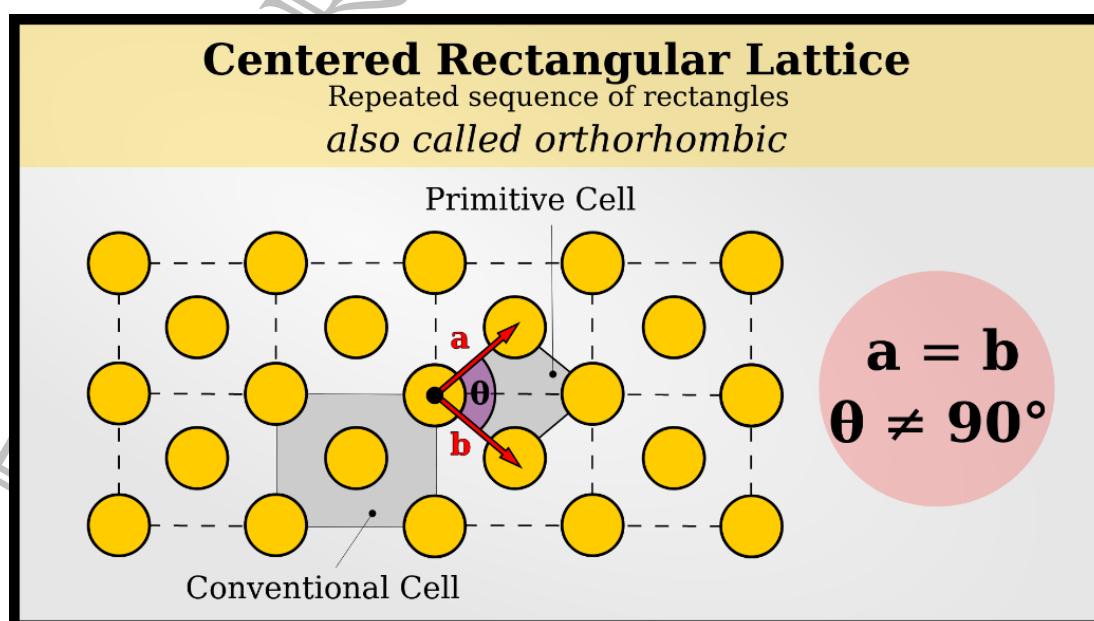 Centered Rectangular Lattice
Repeated sequence of rectangles
also called orthorhombic
Primitive Cell
a
θ
b
a = b
θ ≠ 90°
Conventional Cell